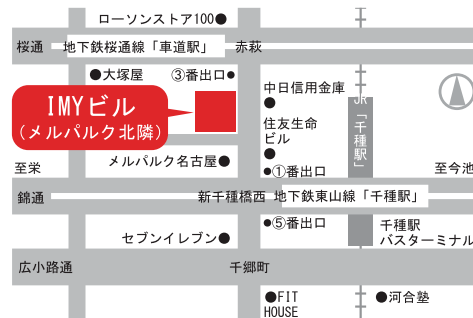 ローソンストア100●
千
桜通
地下鉄桜通線「車道駅」
赤萩
●大塚屋
③番出口●
IMYビル
(メルパルク北隣)
中日信用金庫
●
住友生命
ビル
●
JR「千種駅」
メルパルク名古屋●
●①番出口
至栄
至今池
錦通
新千種橋西
地下鉄東山線「千種駅」
●⑤番出口
セブンイレブン●
千種駅
バスターミナル
広小路通
千郷町
●FIT
HOUSE
●河合塾